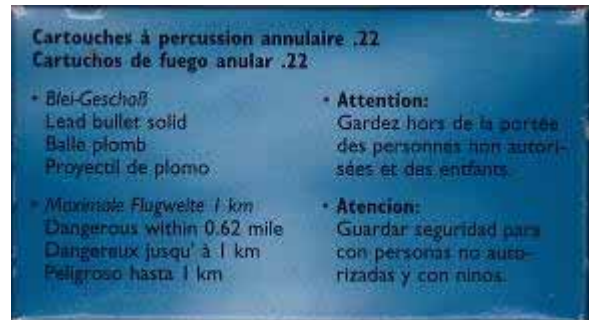 Cartouches à percussion annulaire .22
Cartuchos de fuego anular .22
• Blei-Geschoß
Lead bullet solid
Balle plomb
Proyectil de plomo
• Maximale Flugweite 1 km
Dangerous within 0.62 mile
Dangereux jusqu' à 1 km
Peligroso hasta 1 km
• Attention:
Gardez hors de la portée
des personnes non autori-
sées et des entfants.
• Atencion:
Guardar seguridad para
con personas no auto-
rizadas y con ninos.